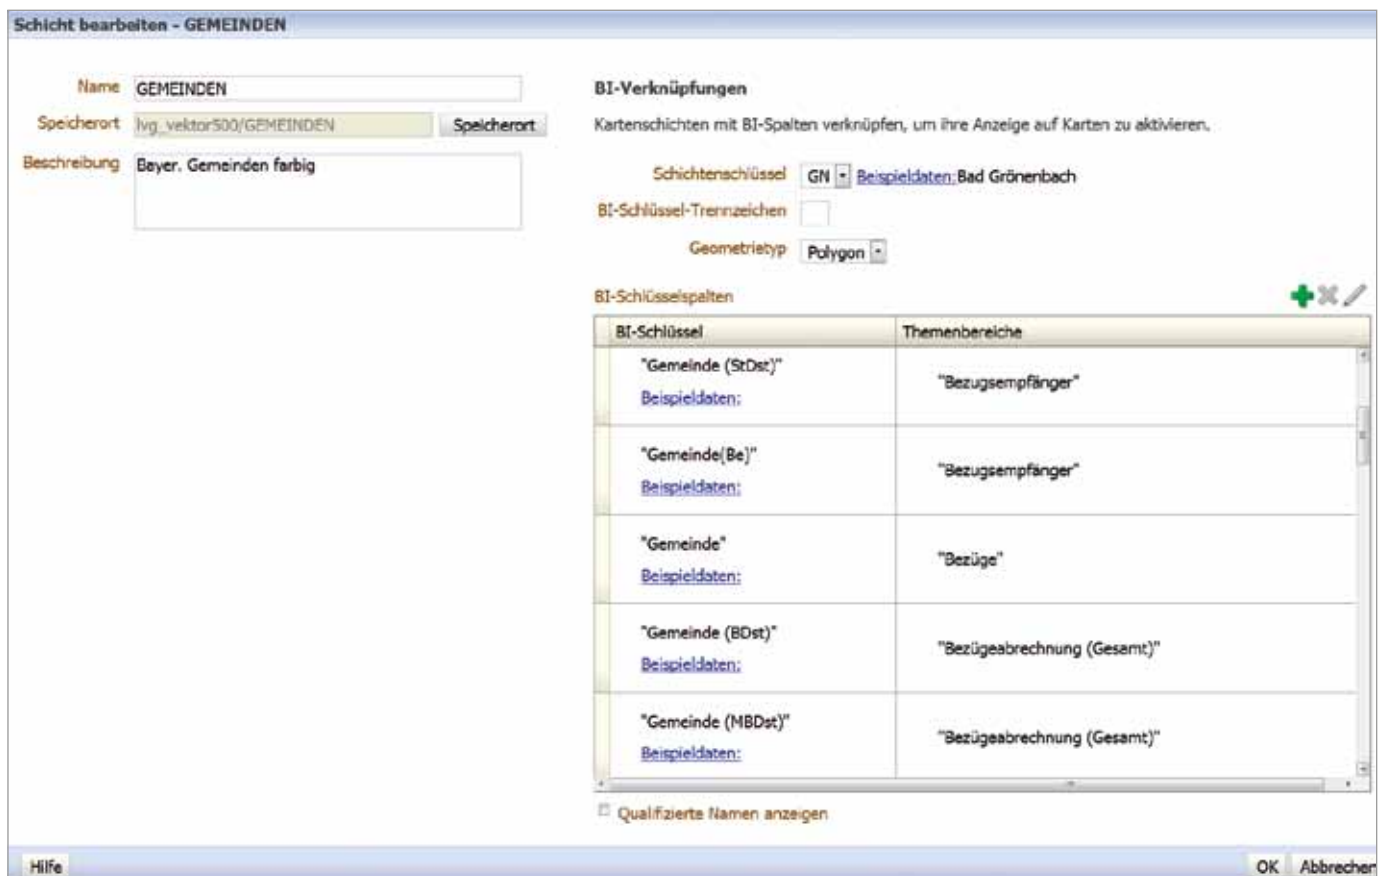 Schicht bearbeiten - GEMEINDEN
Name GEMEINDEN
Speicherort lvg_vektor500/GEMEINDEN Speicherort
Beschreibung Bayer. Gemeinden farbig
BI-Verknüpfungen
Kartenschichten mit BI-Spalten verknüpfen, um ihre Anzeige auf Karten zu aktivieren.
Schichtenschlüssel GN Beispieldaten: Bad Grönenbach
BI-Schlüssel-Trennzeichen
Geometrietyp Polygon
BI-Schlüsselspalten
BI-Schlüssel Themenbereiche
"Gemeinde (StDst)"
Beispieldaten:
"Bezugsempfänger"
"Gemeinde(Be)"
Beispieldaten:
"Bezugsempfänger"
"Gemeinde"
Beispieldaten:
"Bezüge"
"Gemeinde (BDst)"
Beispieldaten:
"Bezügeabrechnung (Gesamt)"
"Gemeinde (MBDst)"
Beispieldaten:
"Bezügeabrechnung (Gesamt)"
Qualifizierte Namen anzeigen
Hilfe OK Abbrechen